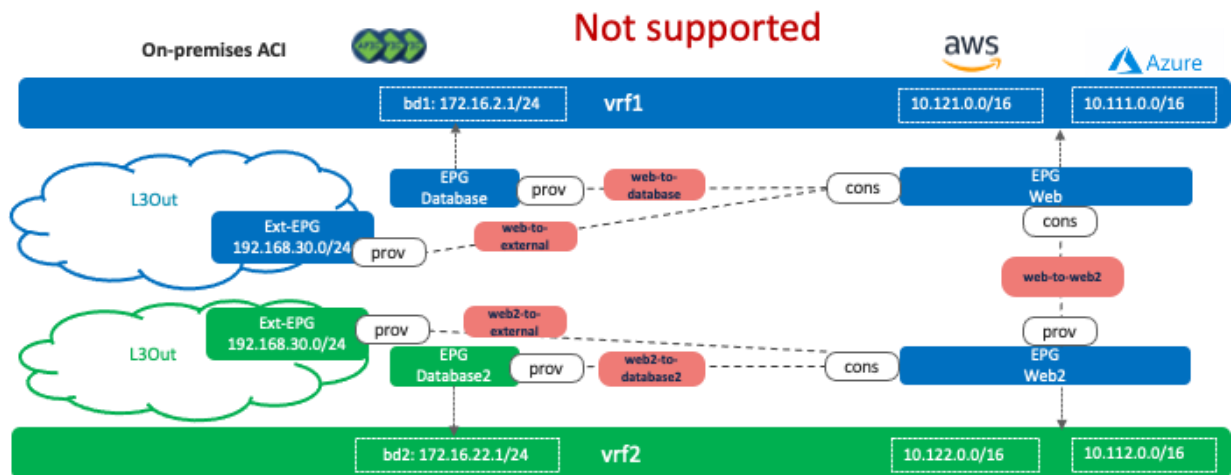 Not supported
On-premises ACI
APIC
aws
Azure
bd1: 172.16.2.1/24
vrf1
10.121.0.0/16
10.111.0.0/16
L3Out
EPG
Database
prov
web-to-
database
cons
EPG
Web
Ext-EPG
192.168.30.0/24
prov
web-to-
external
cons
web-to-web2
prov
L3Out
Ext-EPG
192.168.30.0/24
prov
web2-to-
external
EPG
Database2
prov
web2-to-
database2
cons
EPG
Web2
bd2: 172.16.22.1/24
vrf2
10.122.0.0/16
10.112.0.0/16